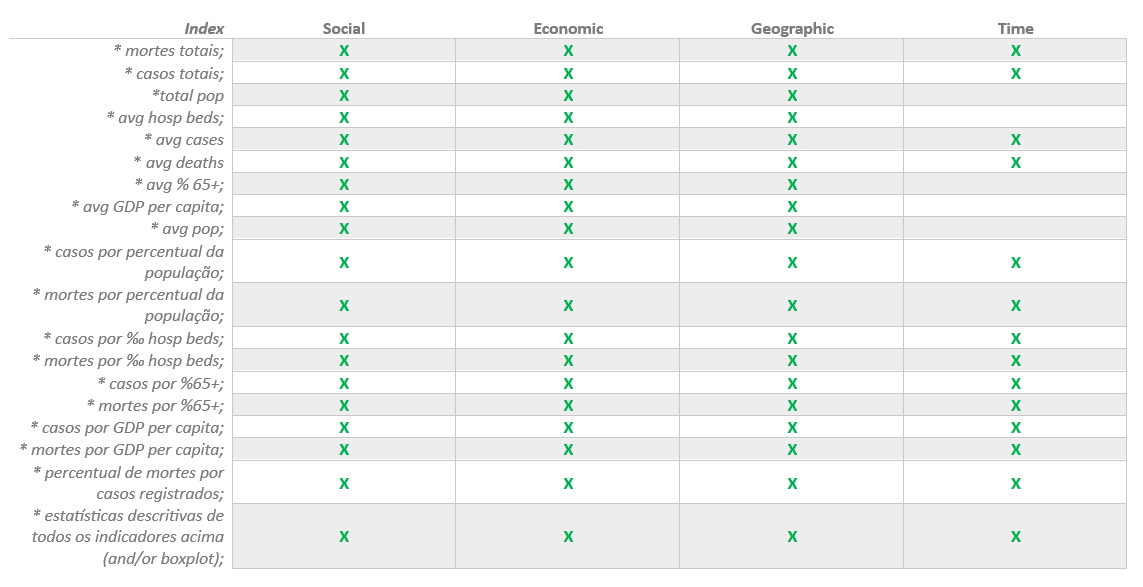 Index Social Economic Geographic Time
* mortes totais; X X X X
* casos totais; X X X X
*total pop X X X
* avg hosp beds; X X X
* avg cases X X X X
* avg deaths X X X X
* avg % 65+; X X X
* avg GDP per capita; X X X
* avg pop; X X X
* casos por percentual da
população; X X X X
* mortes por percentual da
população; X X X X
* casos por ‰ hosp beds; X X X X
* mortes por ‰ hosp beds; X X X X
* casos por %65+; X X X X
* mortes por %65+; X X X X
* casos por GDP per capita; X X X X
* mortes por GDP per capita; X X X X
* percentual de mortes por
casos registrados; X X X X
* estatísticas descritivas de
todos os indicadores acima X X X X
(and/or boxplot);